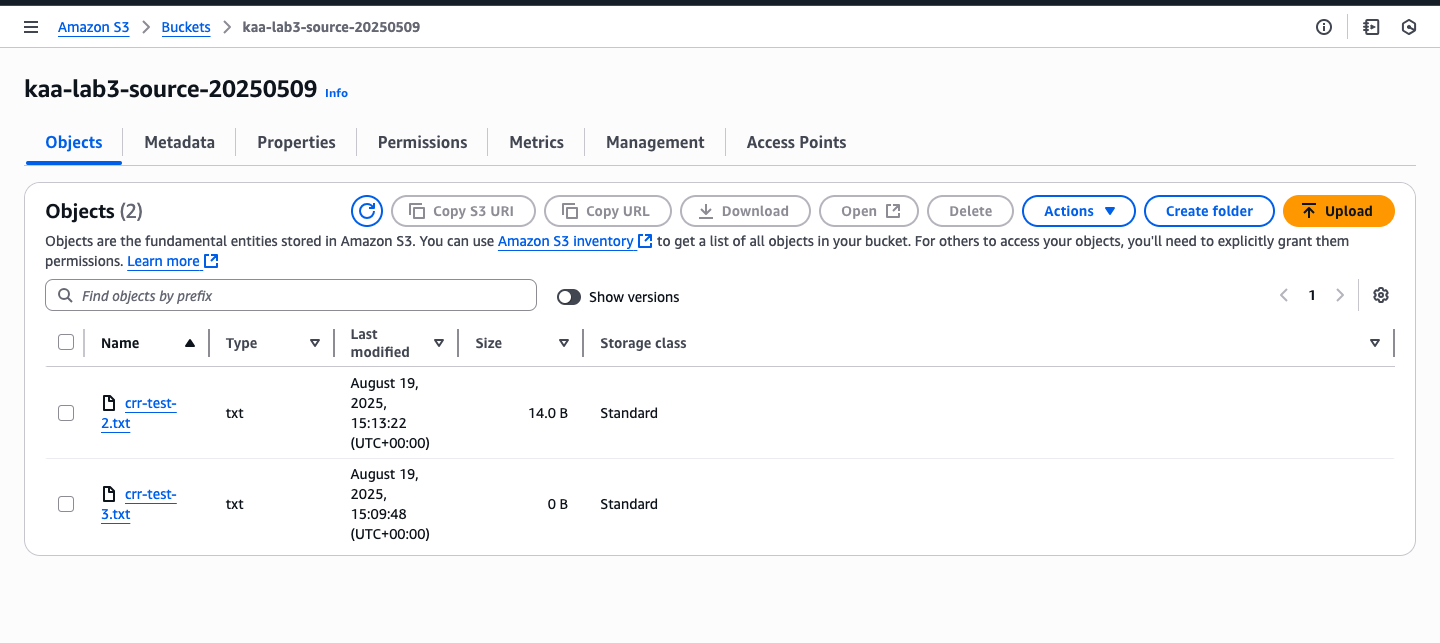 Amazon S3 > Buckets > kaa-lab3-source-20250509
kaa-lab3-source-20250509 Info
Objects Metadata Properties Permissions Metrics Management Access Points
Objects (2) Copy S3 URI Copy URL Download Open Delete Actions Create folder Upload
Objects are the fundamental entities stored in Amazon S3. You can use Amazon S3 inventory to get a list of all objects in your bucket. For others to access your objects, you'll need to explicitly grant them
permissions. Learn more
Find objects by prefix Show versions 1
Name Type Last modified Size Storage class
crr-test-2.txt txt August 19, 2025, 15:13:22 (UTC+00:00) 14.0 B Standard
crr-test-3.txt txt August 19, 2025, 15:09:48 (UTC+00:00) 0 B Standard